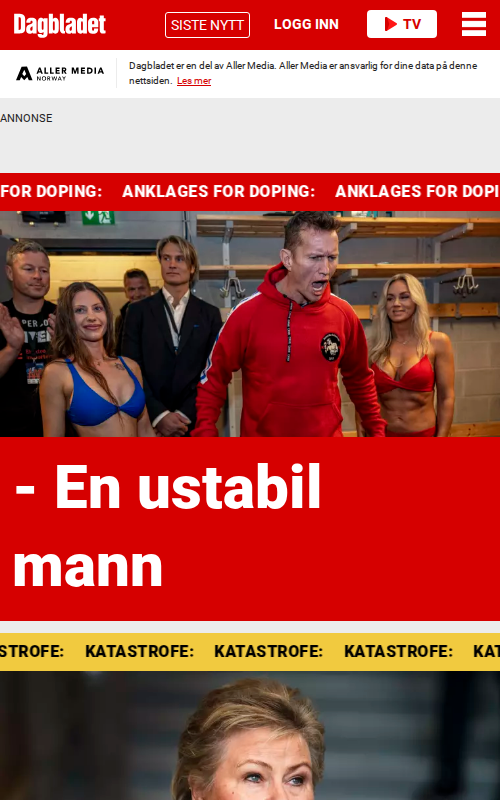 Dagbladet
SISTE NYTT
LOGG INN
TV
ALLER MEDIA
NORWAY
Dagbladet er en del av Aller Media. Aller Media er ansvarlig for dine data på denne
nettsiden. Les mer
ANNONSE
FOR DOPING: ANKLAGES FOR DOPING: ANKLAGES FOR DOPI
- En ustabil
mann
STROFE: KATASTROFE: KATASTROFE: KATASTROFE: KAT